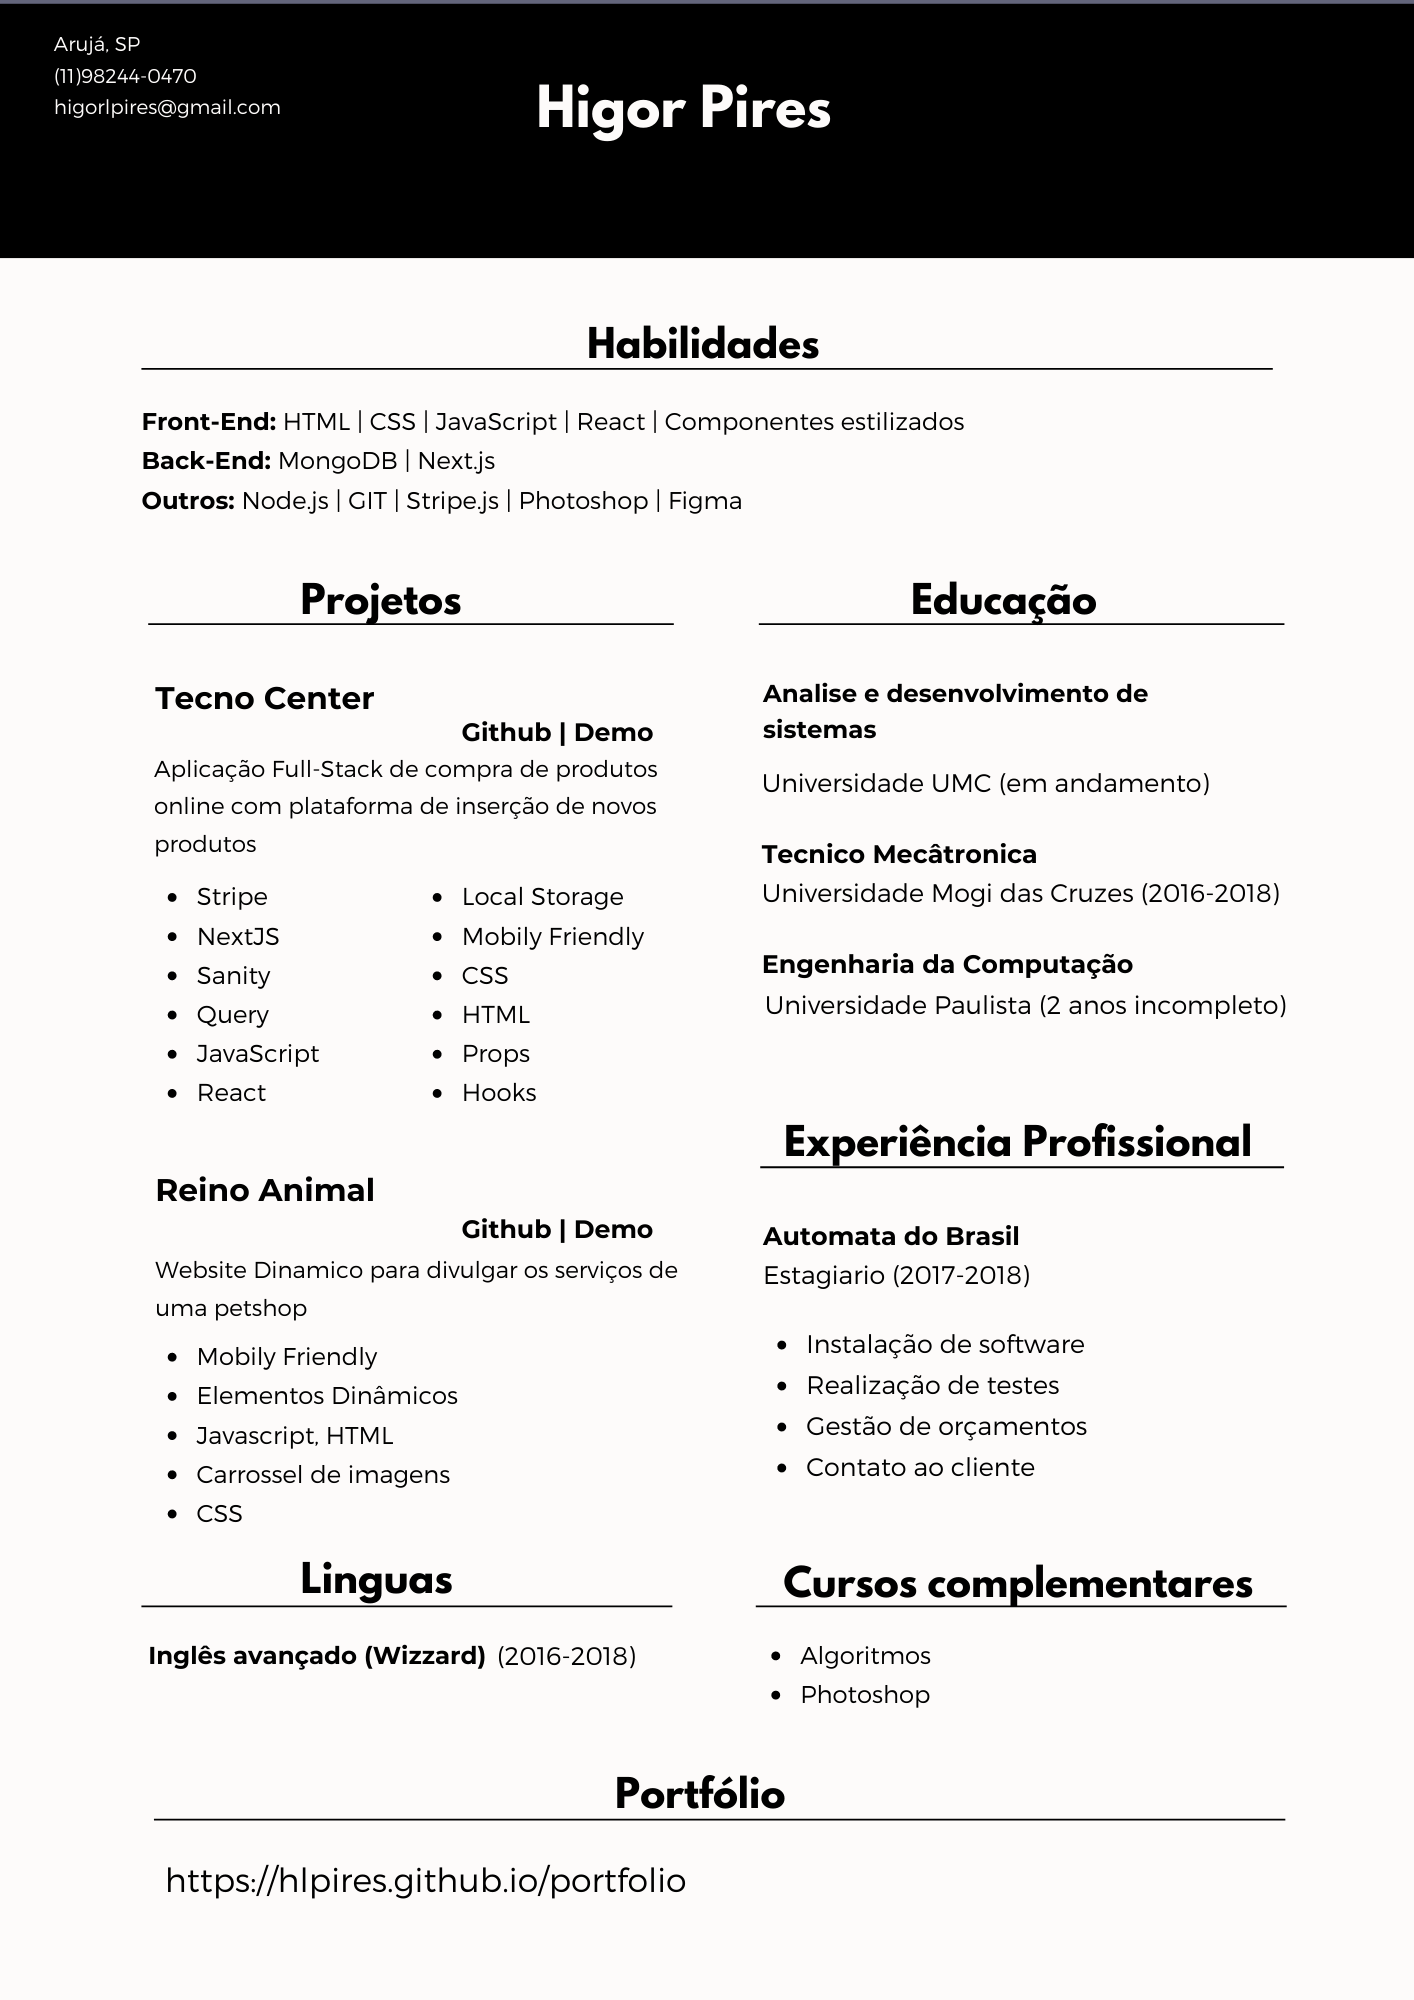 Arujá, SP
(11)98244-0470
higorlpires@gmail.com
Higor Pires
Habilidades
Front-End: HTML | CSS | JavaScript | React | Componentes estilizados
Back-End: MongoDB | Next.js
Outros: Node.js | GIT | Stripe.js | Photoshop | Figma
Projetos
Tecno Center
Github | Demo
Aplicação Full-Stack de compra de produtos
online com plataforma de inserção de novos
produtos
• Stripe
• NextJS
• Sanity
• Query
• JavaScript
• React
• Local Storage
• Mobily Friendly
• CSS
• HTML
• Props
• Hooks
Reino Animal
Github | Demo
Website Dinamico para divulgar os serviços de
uma petshop
• Mobily Friendly
• Elementos Dinâmicos
• Javascript, HTML
• Carrossel de imagens
• CSS
Linguas
Inglês avançado (Wizzard) (2016-2018)
Educação
Analise e desenvolvimento de
sistemas
Universidade UMC (em andamento)
Tecnico Mecâtronica
Universidade Mogi das Cruzes (2016-2018)
Engenharia da Computação
Universidade Paulista (2 anos incompleto)
Experiência Profissional
Automata do Brasil
Estagiario (2017-2018)
• Instalação de software
• Realização de testes
• Gestão de orçamentos
• Contato ao cliente
Cursos complementares
• Algoritmos
• Photoshop
Portfólio
https://hlpires.github.io/portfolio